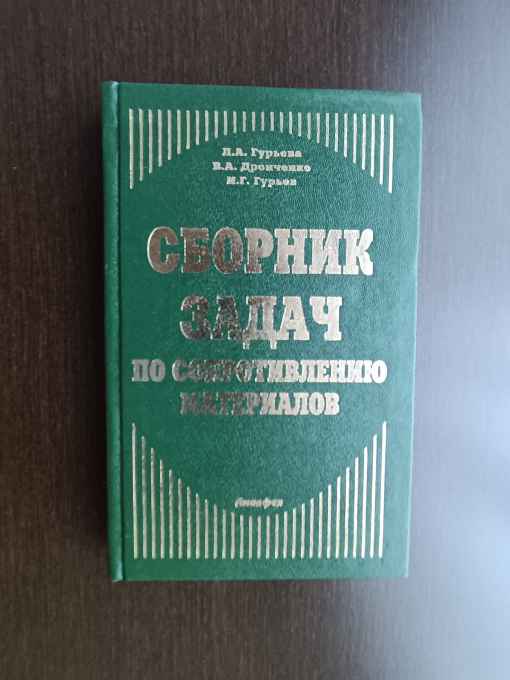 Л.А. Гурьева
В.А. Дронченко
М.Г. Гурьев
СБОРНИК
ЗАДАЧ
ПО СОПРОТИВЛЕНИЮ
МАТЕРИАЛОВ